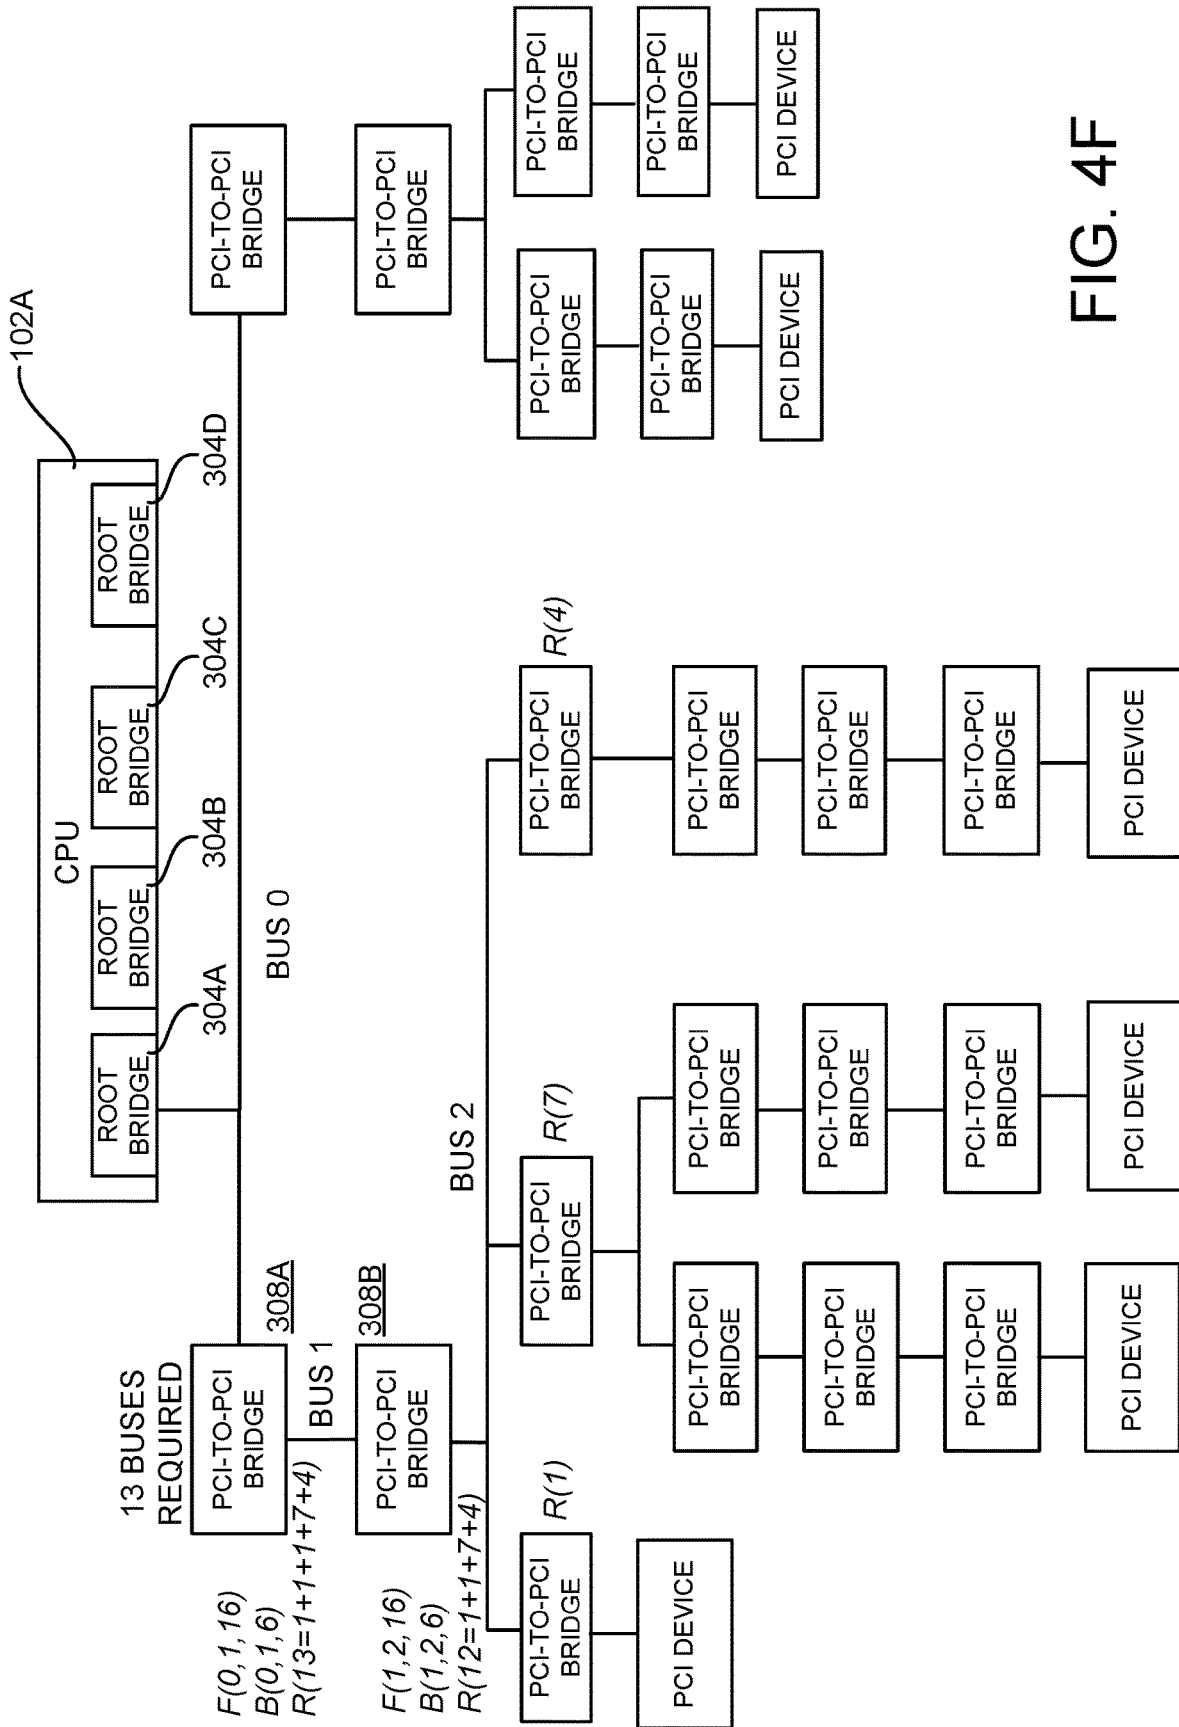 102A
CPU
ROOT
BRIDGE
ROOT
BRIDGE
ROOT
BRIDGE
ROOT
BRIDGE
304A
304B
304C
304D
BUS 0
13 BUSES
REQUIRED
F(0,1,16)
B(0,1,6)
R(13=1+1+1+7+4)
PCI-TO-PCI
BRIDGE
308A
PCI-TO-PCI
BRIDGE
BUS 1
F(1,2,16)
B(1,2,6)
R(12=1+1+7+4)
PCI-TO-PCI
BRIDGE
308B
PCI-TO-PCI
BRIDGE
BUS 2
PCI-TO-PCI
BRIDGE
R(1)
PCI-TO-PCI
BRIDGE
R(7)
PCI-TO-PCI
BRIDGE
R(4)
PCI-TO-PCI
BRIDGE
PCI-TO-PCI
BRIDGE
PCI DEVICE
PCI-TO-PCI
BRIDGE
PCI-TO-PCI
BRIDGE
PCI-TO-PCI
BRIDGE
PCI-TO-PCI
BRIDGE
PCI-TO-PCI
BRIDGE
PCI-TO-PCI
BRIDGE
PCI-TO-PCI
BRIDGE
PCI-TO-PCI
BRIDGE
PCI DEVICE
PCI DEVICE
PCI-TO-PCI
BRIDGE
PCI-TO-PCI
BRIDGE
PCI-TO-PCI
BRIDGE
PCI DEVICE
PCI DEVICE
PCI DEVICE
FIG. 4F